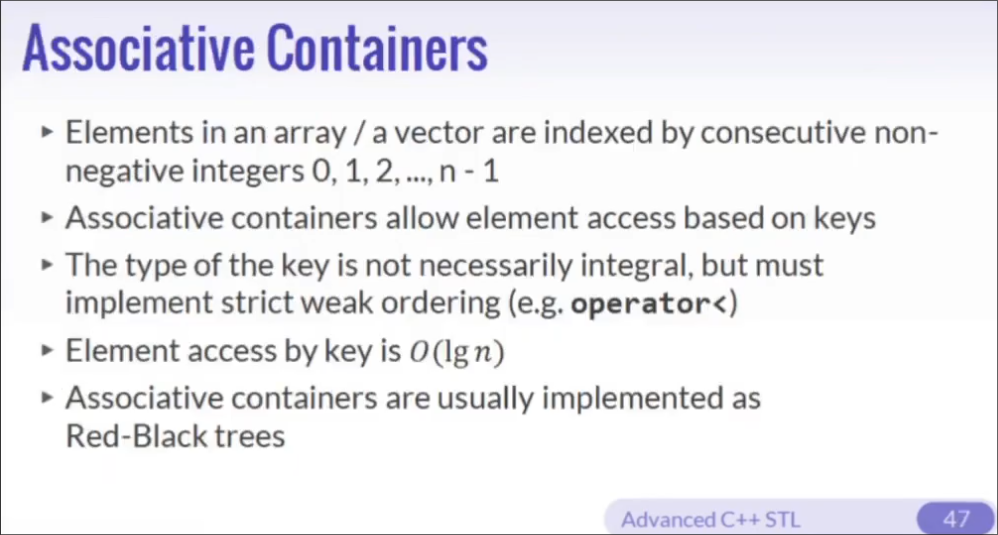 Associative Containers
▸ Elements in an array / a vector are indexed by consecutive non-
negative integers 0, 1, 2, ..., n - 1
▸ Associative containers allow element access based on keys
▸ The type of the key is not necessarily integral, but must
implement strict weak ordering (e.g. operator<)
▸ Element access by key is O(lg n)
▸ Associative containers are usually implemented as
Red-Black trees
Advanced C++ STL 47